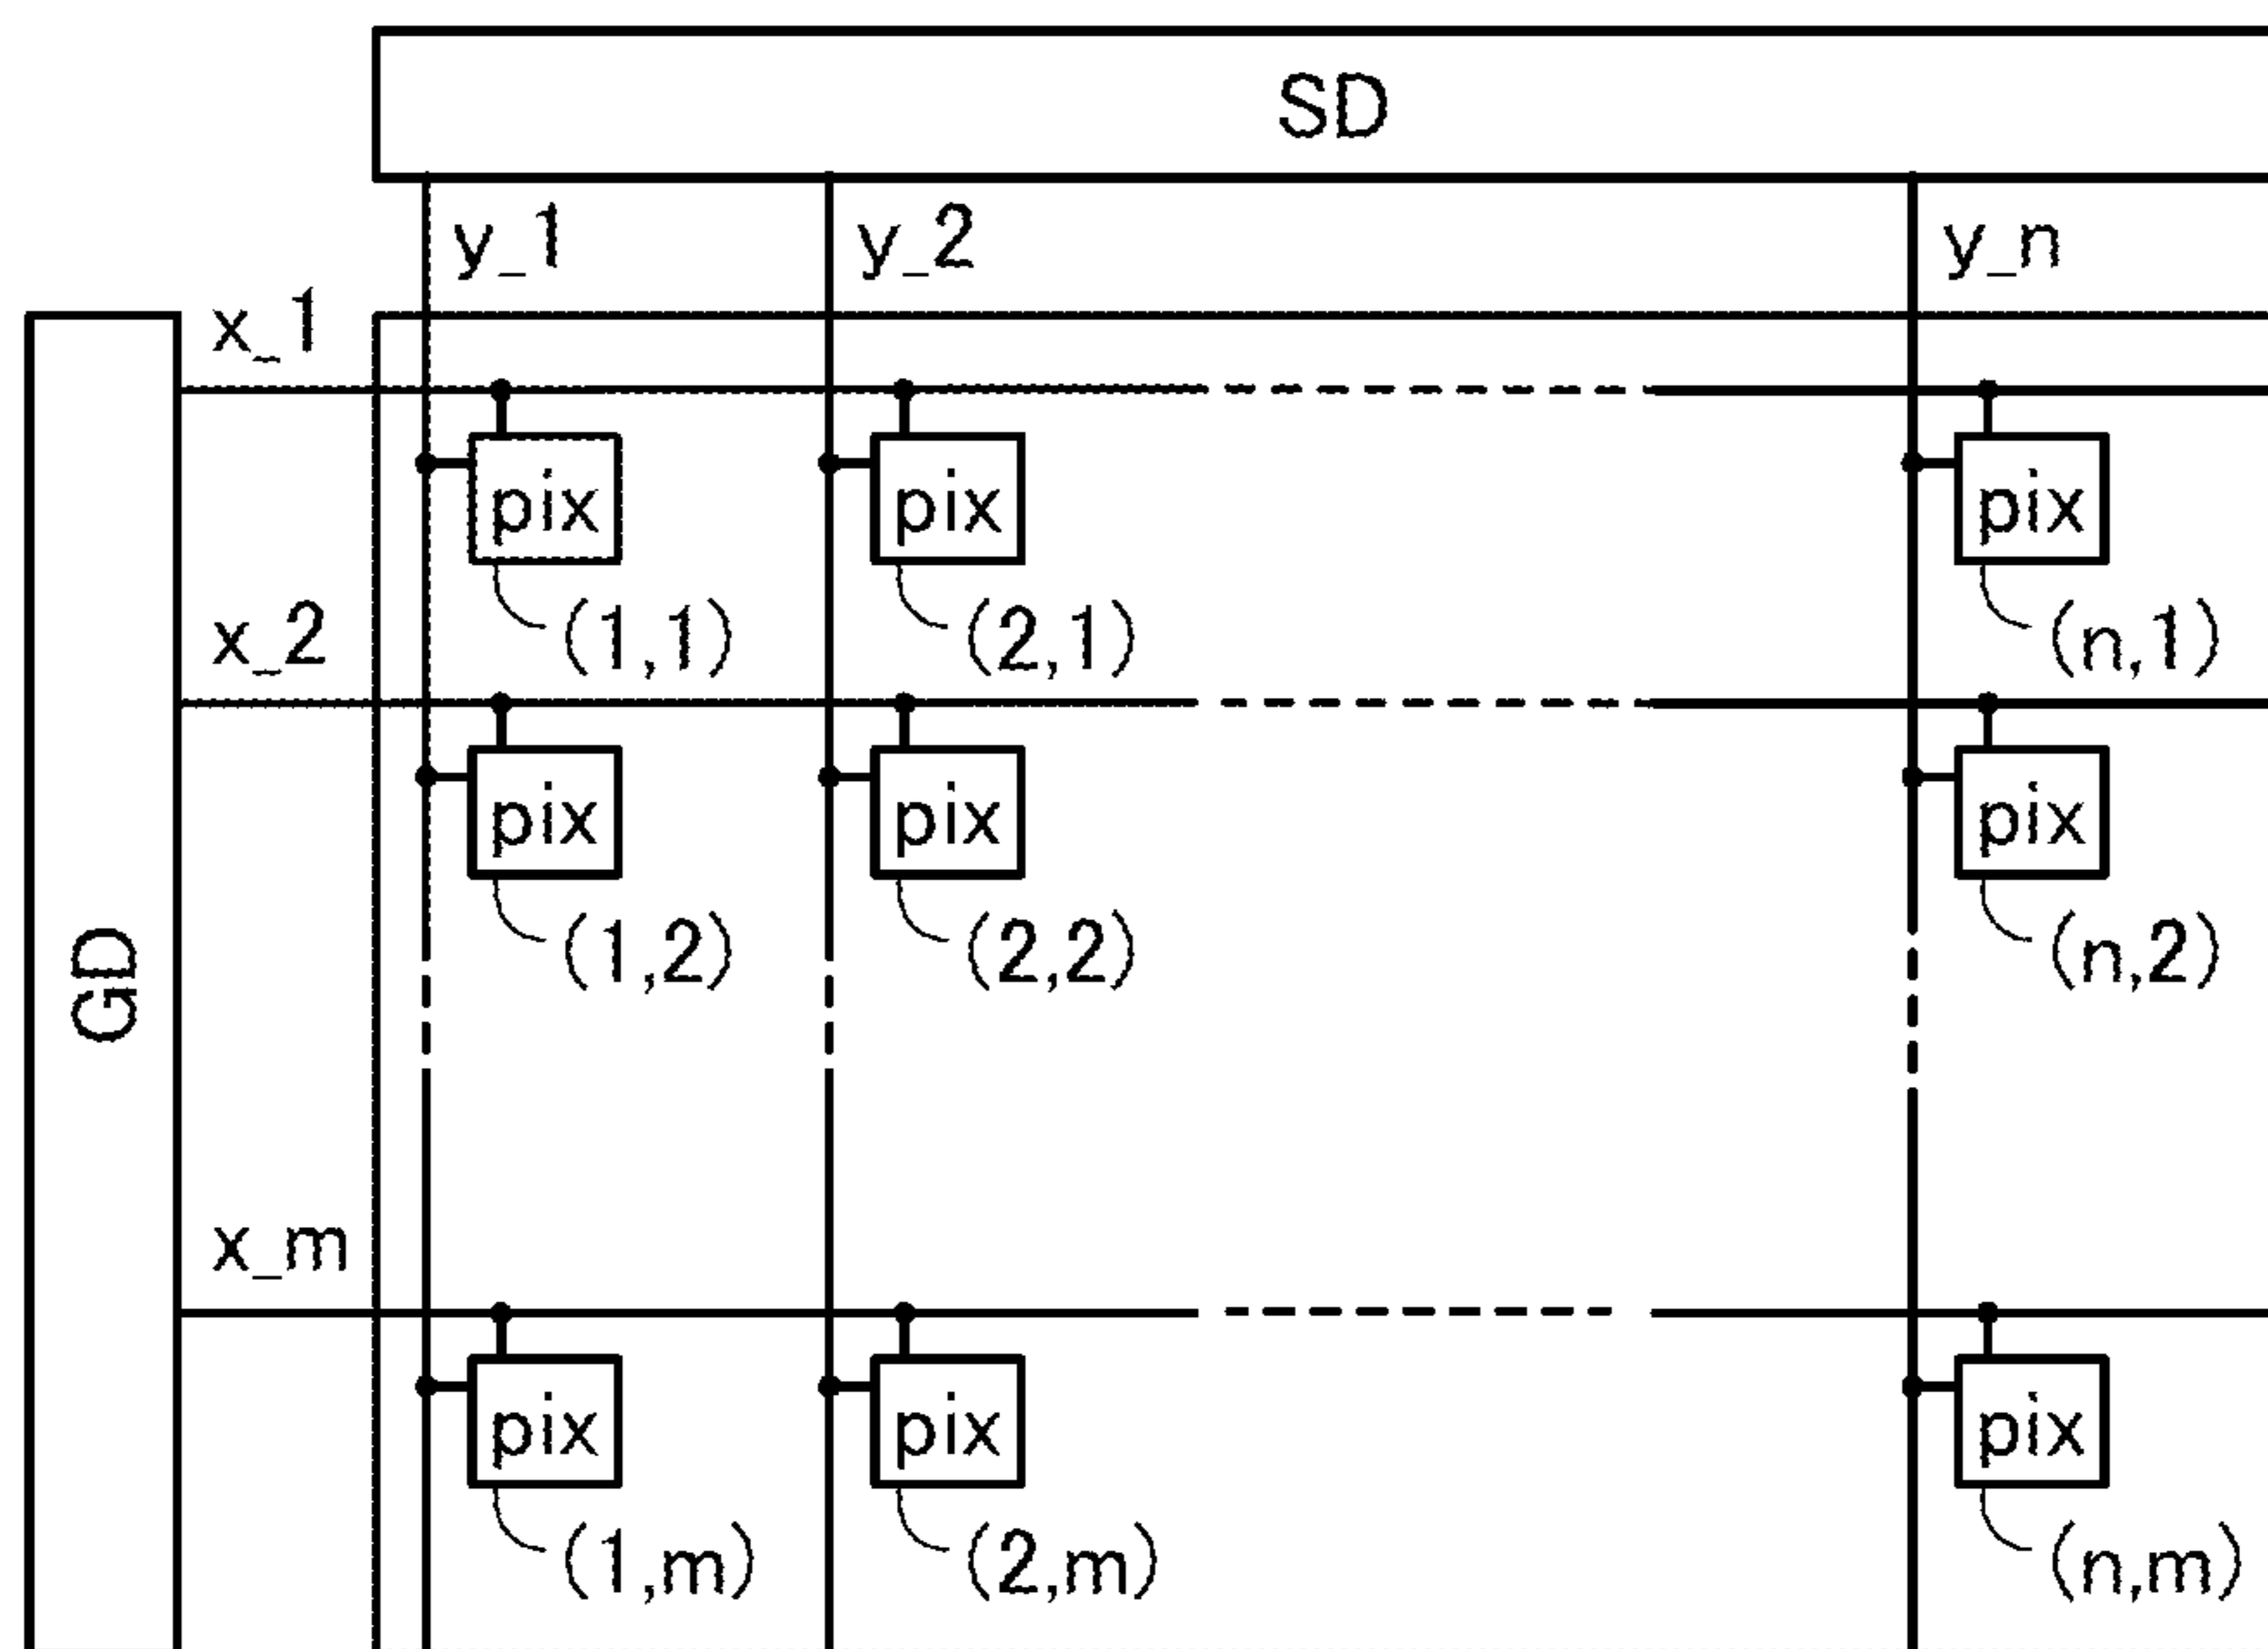 SD
y_1 y_2 y_n
x_1
pix pix pix
(1,1) (2,1) (n,1)
x_2
pix pix pix
(1,2) (2,2) (n,2)
GD
x_m
pix pix pix
(1,m) (2,m) (n,m)